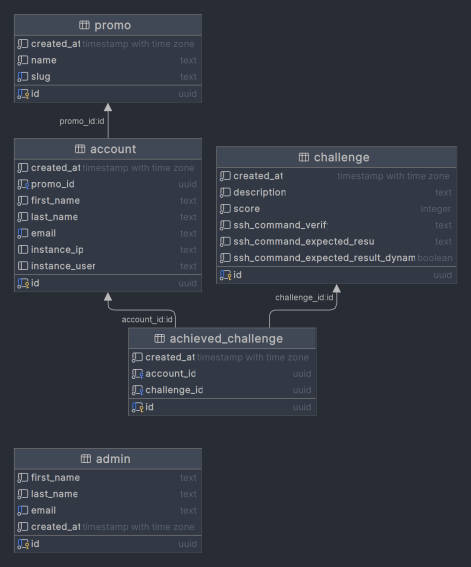 promo
created_at timestamp with time zone
name text
slug text
id uuid
promo_id:id
account
created_at timestamp with time zone
promo_id uuid
first_name text
last_name text
email text
instance_ip text
instance_user text
id uuid
challenge
created_at timestamp with time zone
description text
score integer
ssh_command_verif text
ssh_command_expected_resu text
ssh_command_expected_result_dynam boolean
id uuid
account_id:id
challenge_id:id
achieved_challenge
created_at timestamp with time zone
account_id uuid
challenge_id uuid
id uuid
admin
first_name text
last_name text
email text
created_at timestamp with time zone
id uuid